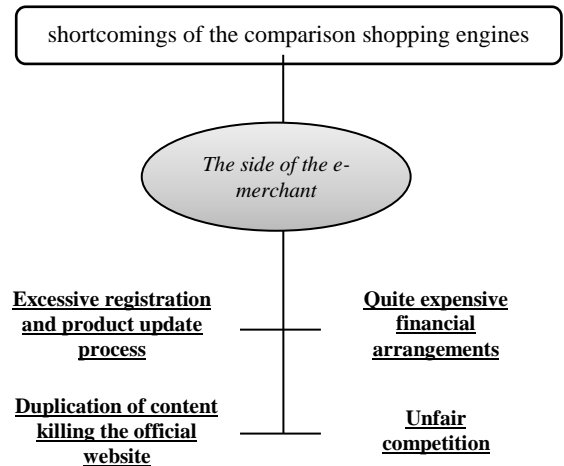 shortcomings of the comparison shopping engines
The side of the e-
merchant
Excessive registration
and product update
process
Quite expensive
financial
arrangements
Duplication of content
killing the official
website
Unfair
competition